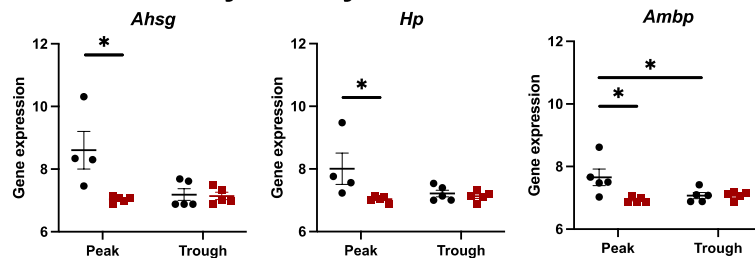 Ahsg
*
12
10
8
6
Gene expression
Peak
Trough
Hp
*
12
10
8
6
Gene expression
Peak
Trough
Ambp
*
*
12
10
8
6
Gene expression
Peak
Trough